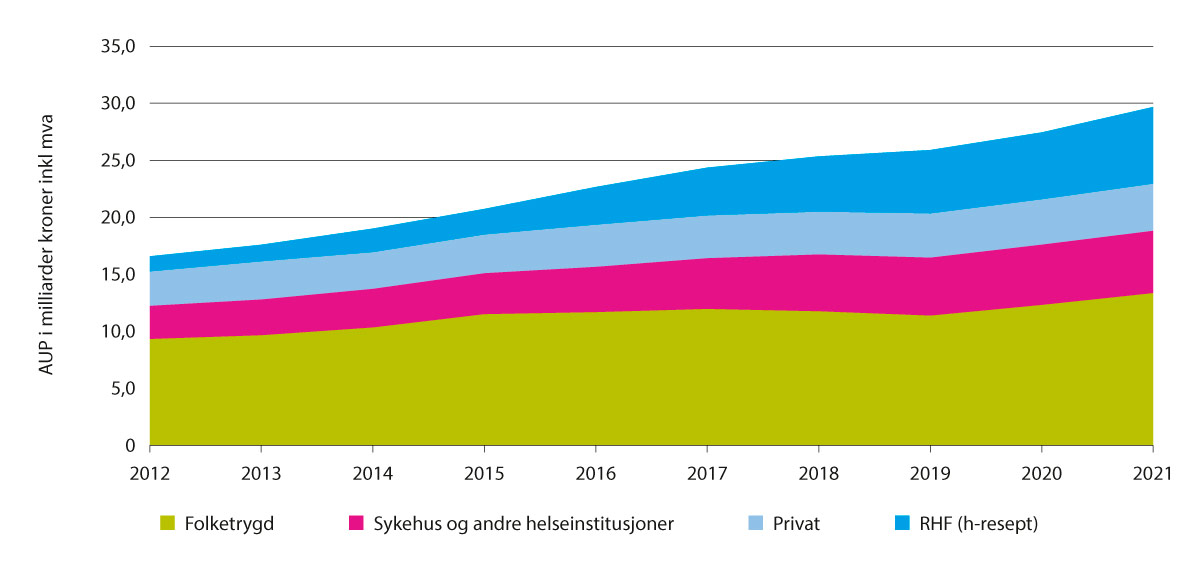 35,0
30,0
25,0
20,0
15,0
10,0
5,0
0
AUP i milliarder kroner inkl mva
2012 2013 2014 2015 2016 2017 2018 2019 2020 2021
Folketrygd Sykehus og andre helseinstitusjoner Privat RHF (h-resept)